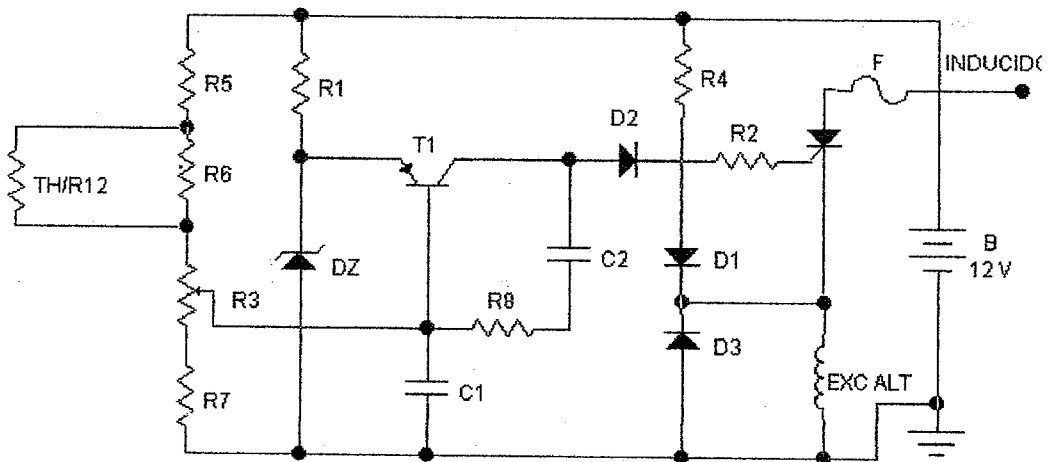 R5
R1
R4
F
INDUCIDO
D2
R2
T1
TH/R12
R6
DZ
C2
D1
B
12 V
R3
R8
D3
R7
C1
EXC ALT